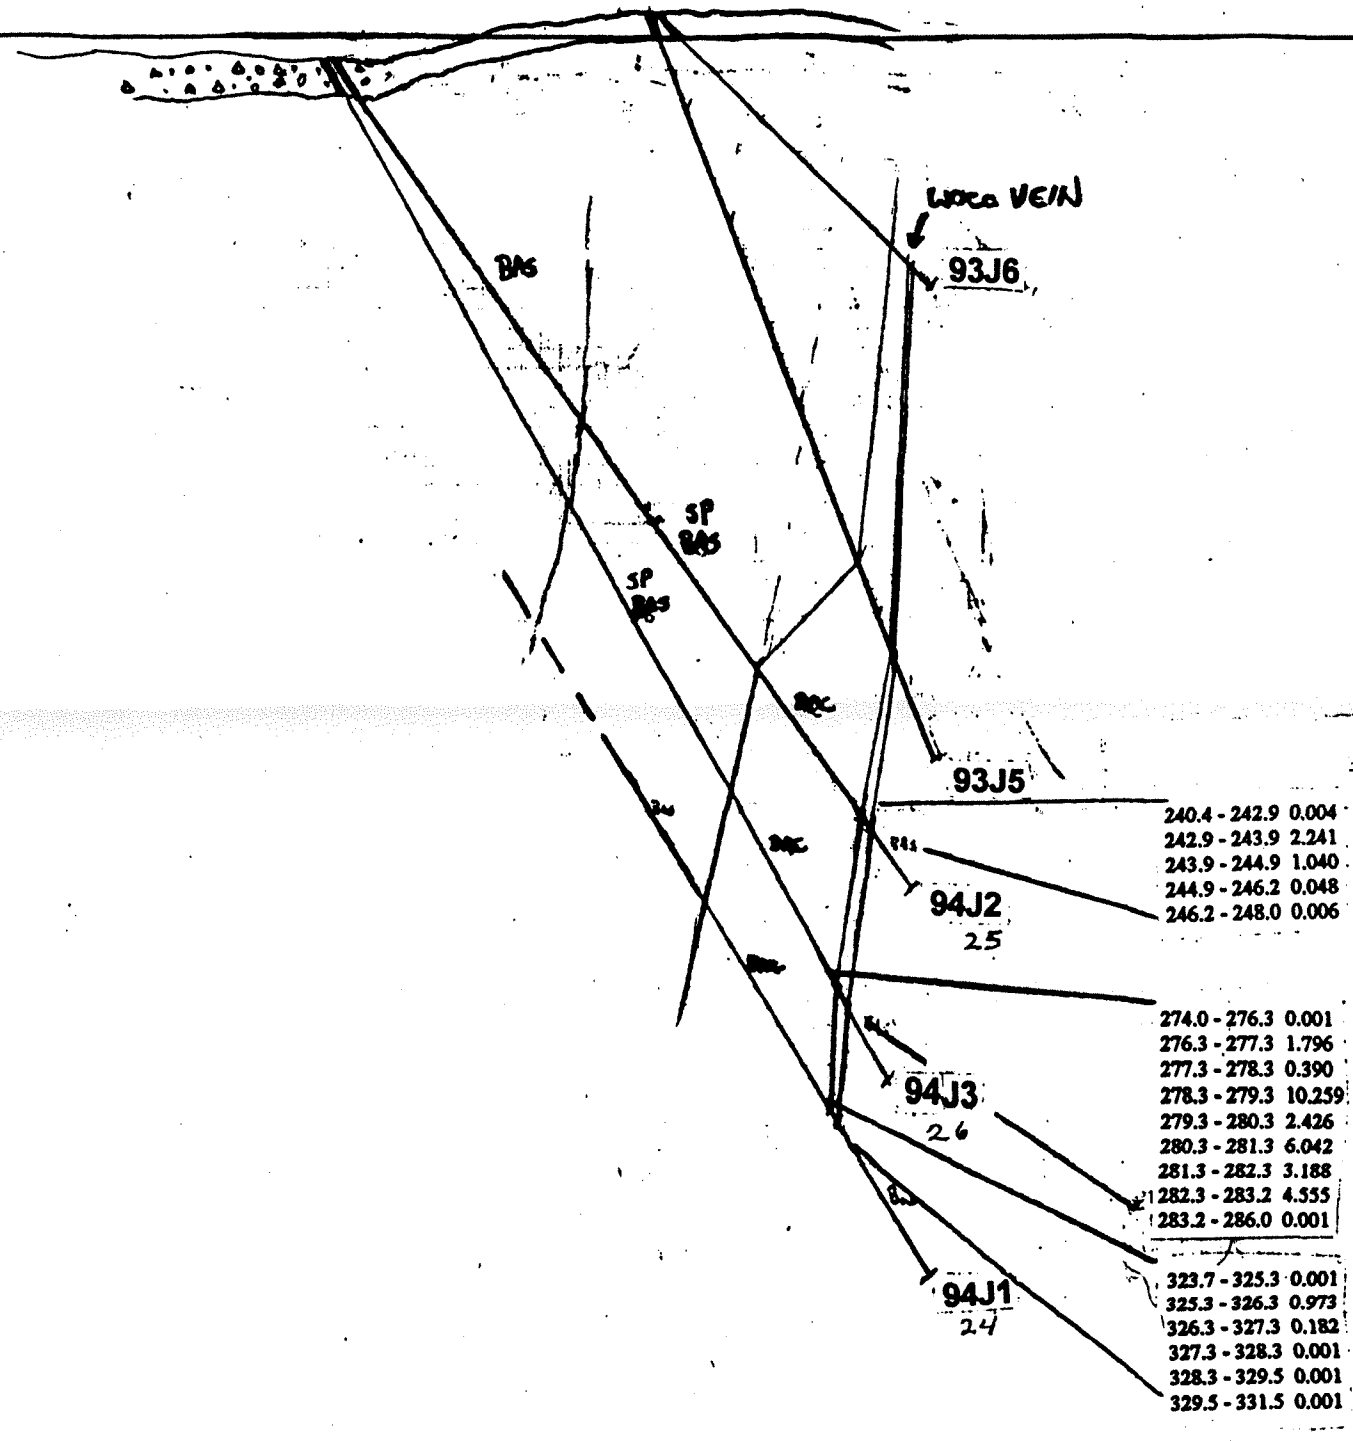 WOCO VEIN
93J6
BAS
SP
BAS
SP
BAS
93J5
240.4 - 242.9 0.004
242.9 - 243.9 2.241
243.9 - 244.9 1.040
244.9 - 246.2 0.048
246.2 - 248.0 0.006
94J2
25
274.0 - 276.3 0.001
276.3 - 277.3 1.796
277.3 - 278.3 0.390
278.3 - 279.3 10.259
279.3 - 280.3 2.426
280.3 - 281.3 6.042
281.3 - 282.3 3.188
282.3 - 283.2 4.555
283.2 - 286.0 0.001
94J3
26
323.7 - 325.3 0.001
325.3 - 326.3 0.973
326.3 - 327.3 0.182
327.3 - 328.3 0.001
328.3 - 329.5 0.001
329.5 - 331.5 0.001
94J1
24